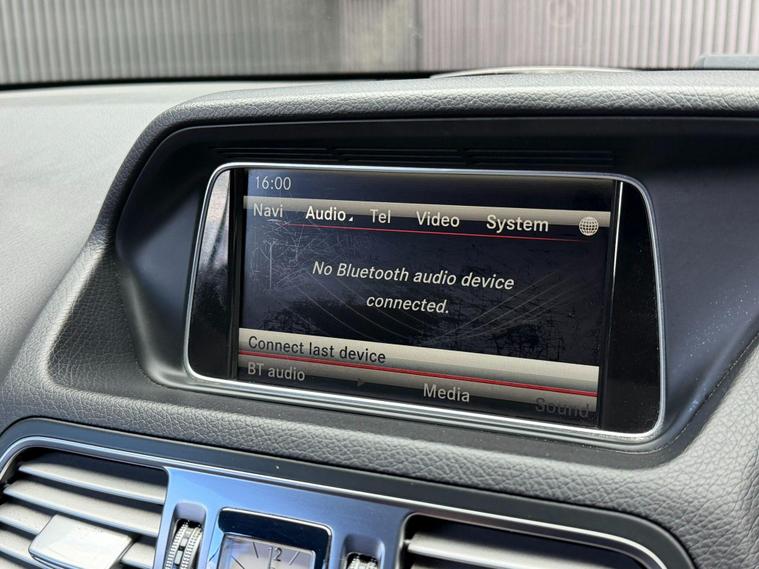 16:00
Navi Audio Tel Video System
No Bluetooth audio device
connected.
Connect last device
BT audio Media Sound
12